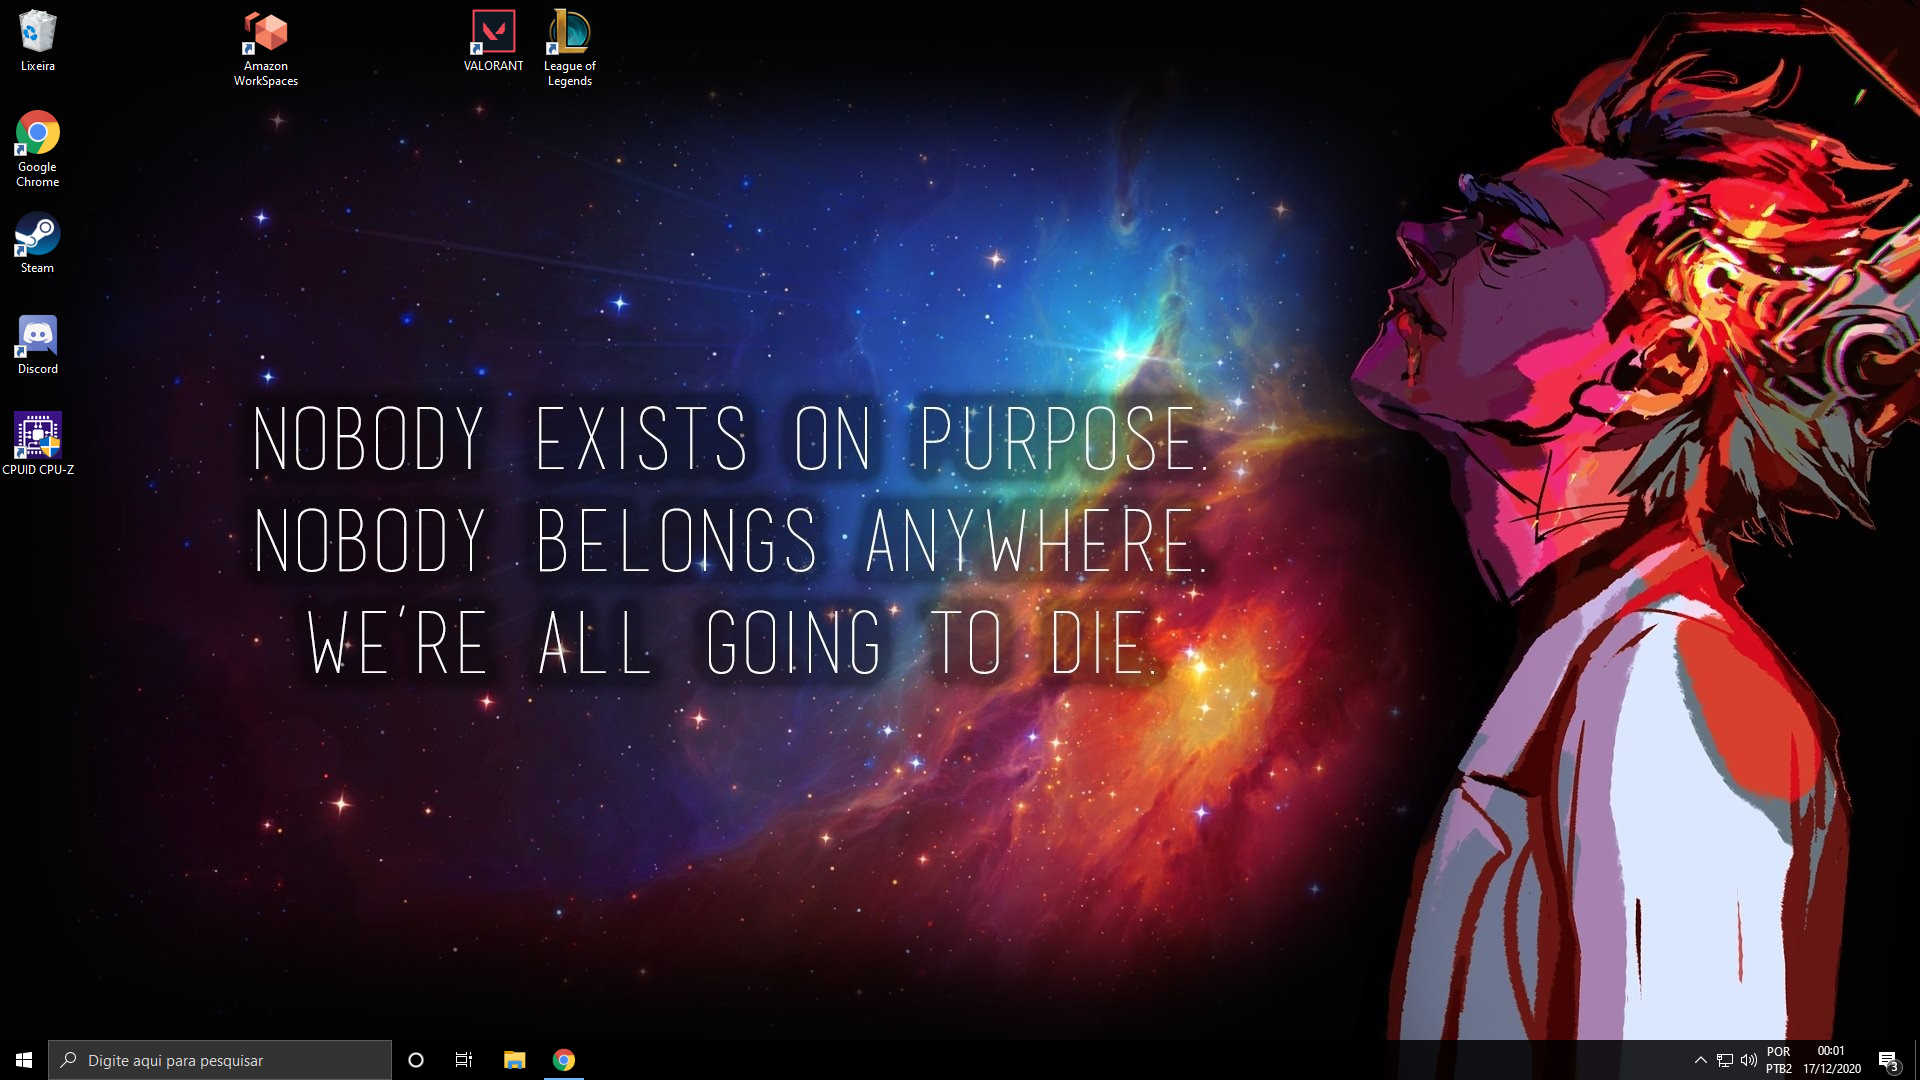 Lixeira
Amazon
WorkSpaces
VALORANT
League of
Legends
Google
Chrome
Steam
Discord
CPUID CPU-Z
NOBODY EXISTS ON PURPOSE.
NOBODY BELONGS ANYWHERE.
WE'RE ALL GOING TO DIE.
Digite aqui para pesquisar
POR
PTB2
00:01
17/12/2020
3